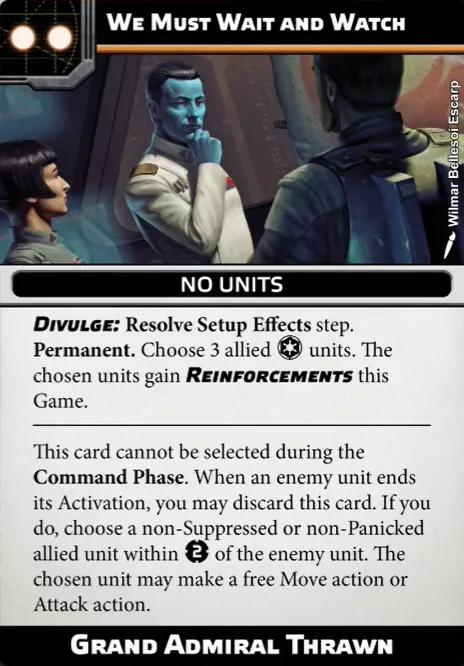 We Must Wait and Watch
Wilmar Bellesoi Escarp
NO UNITS
Divulge: Resolve Setup Effects step.
Permanent. Choose 3 allied units. The
chosen units gain Reinforcements this
Game.
This card cannot be selected during the
Command Phase. When an enemy unit ends
its Activation, you may discard this card. If you
do, choose a non-Suppressed or non-Panicked
allied unit within 2 of the enemy unit. The
chosen unit may make a free Move action or
Attack action.
Grand Admiral Thrawn